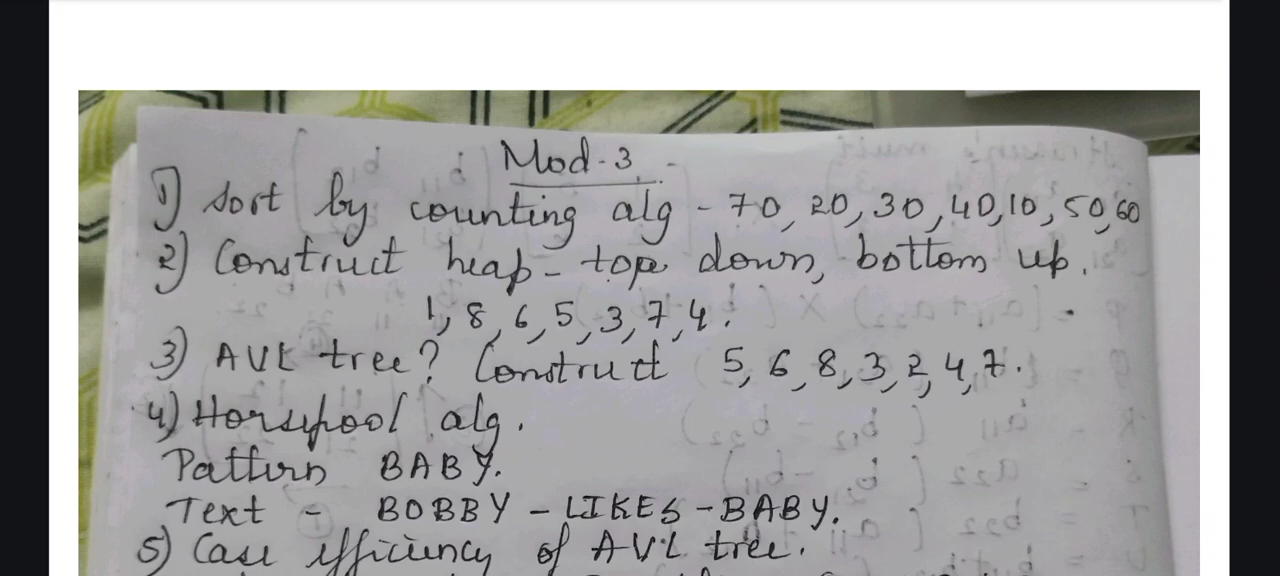 Mod-3
1) Sort by counting alg - 70, 20, 30, 40, 10, 50, 60
2) Construct heap - top down, bottom up.
1, 8, 6, 5, 3, 7, 4.
3) AVL tree? Construct 5, 6, 8, 3, 2, 4, 7.
4) Horspool alg.
Pattern BABY.
Text - BOBBY - LIKES - BABY.
5) Case efficiency of AVL tree.